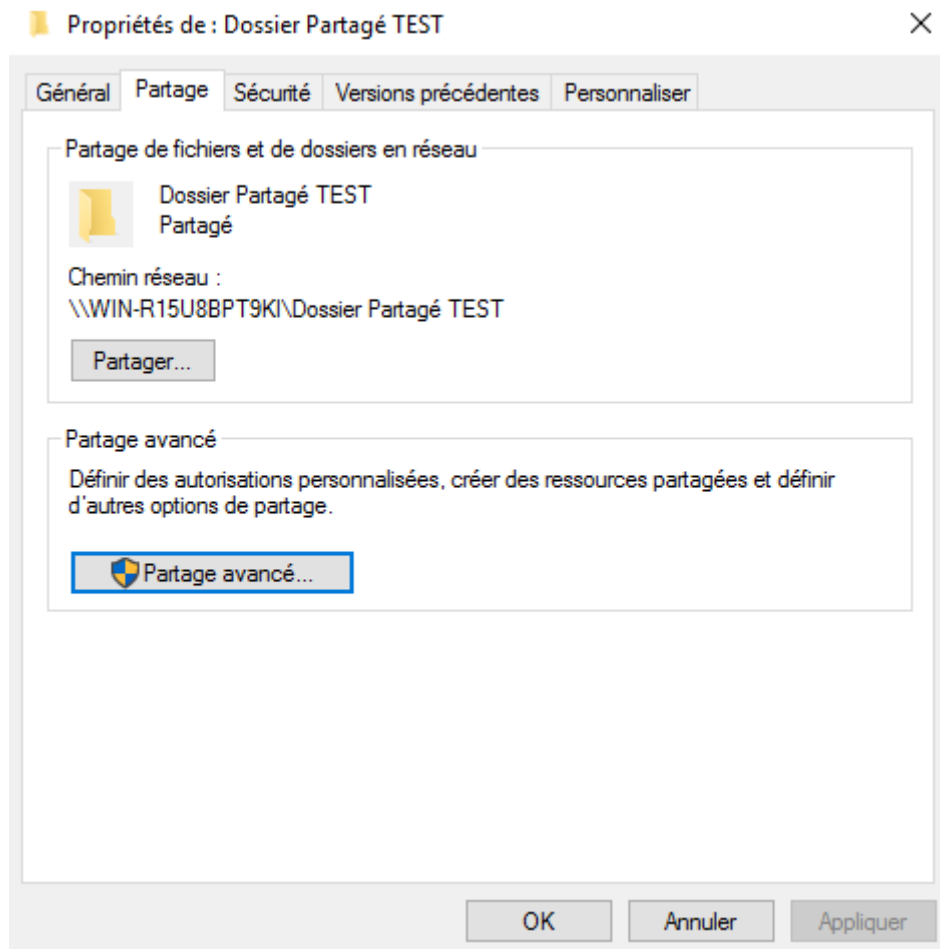 Propriétés de : Dossier Partagé TEST
Général Partage Sécurité Versions précédentes Personnaliser
Partage de fichiers et de dossiers en réseau
Dossier Partagé TEST
Partagé
Chemin réseau :
\\WIN-R15U8BPT9KI\Dossier Partagé TEST
Partager...
Partage avancé
Définir des autorisations personnalisées, créer des ressources partagées et définir
d'autres options de partage.
Partage avancé...
OK Annuler Appliquer